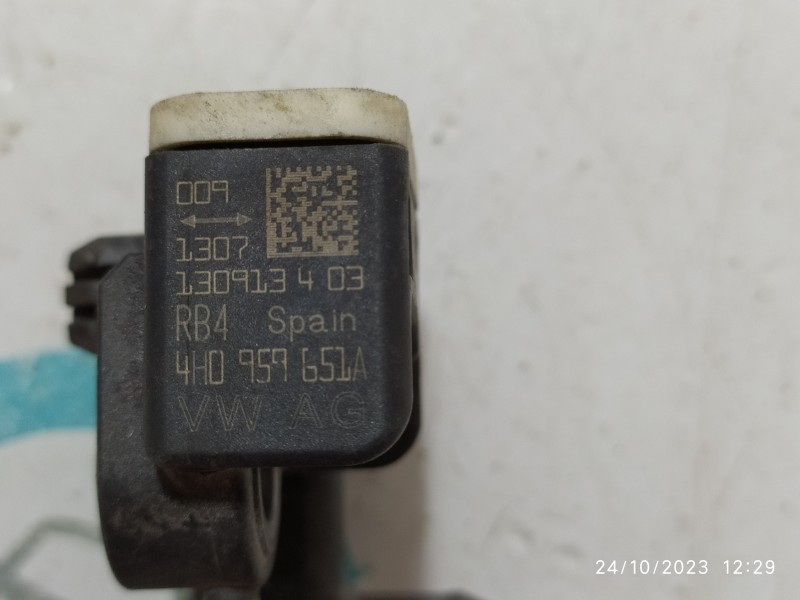 009
1307
130913 4 03
RB4 Spain
4H0 959 651A
VW AG
24/10/2023 12:29